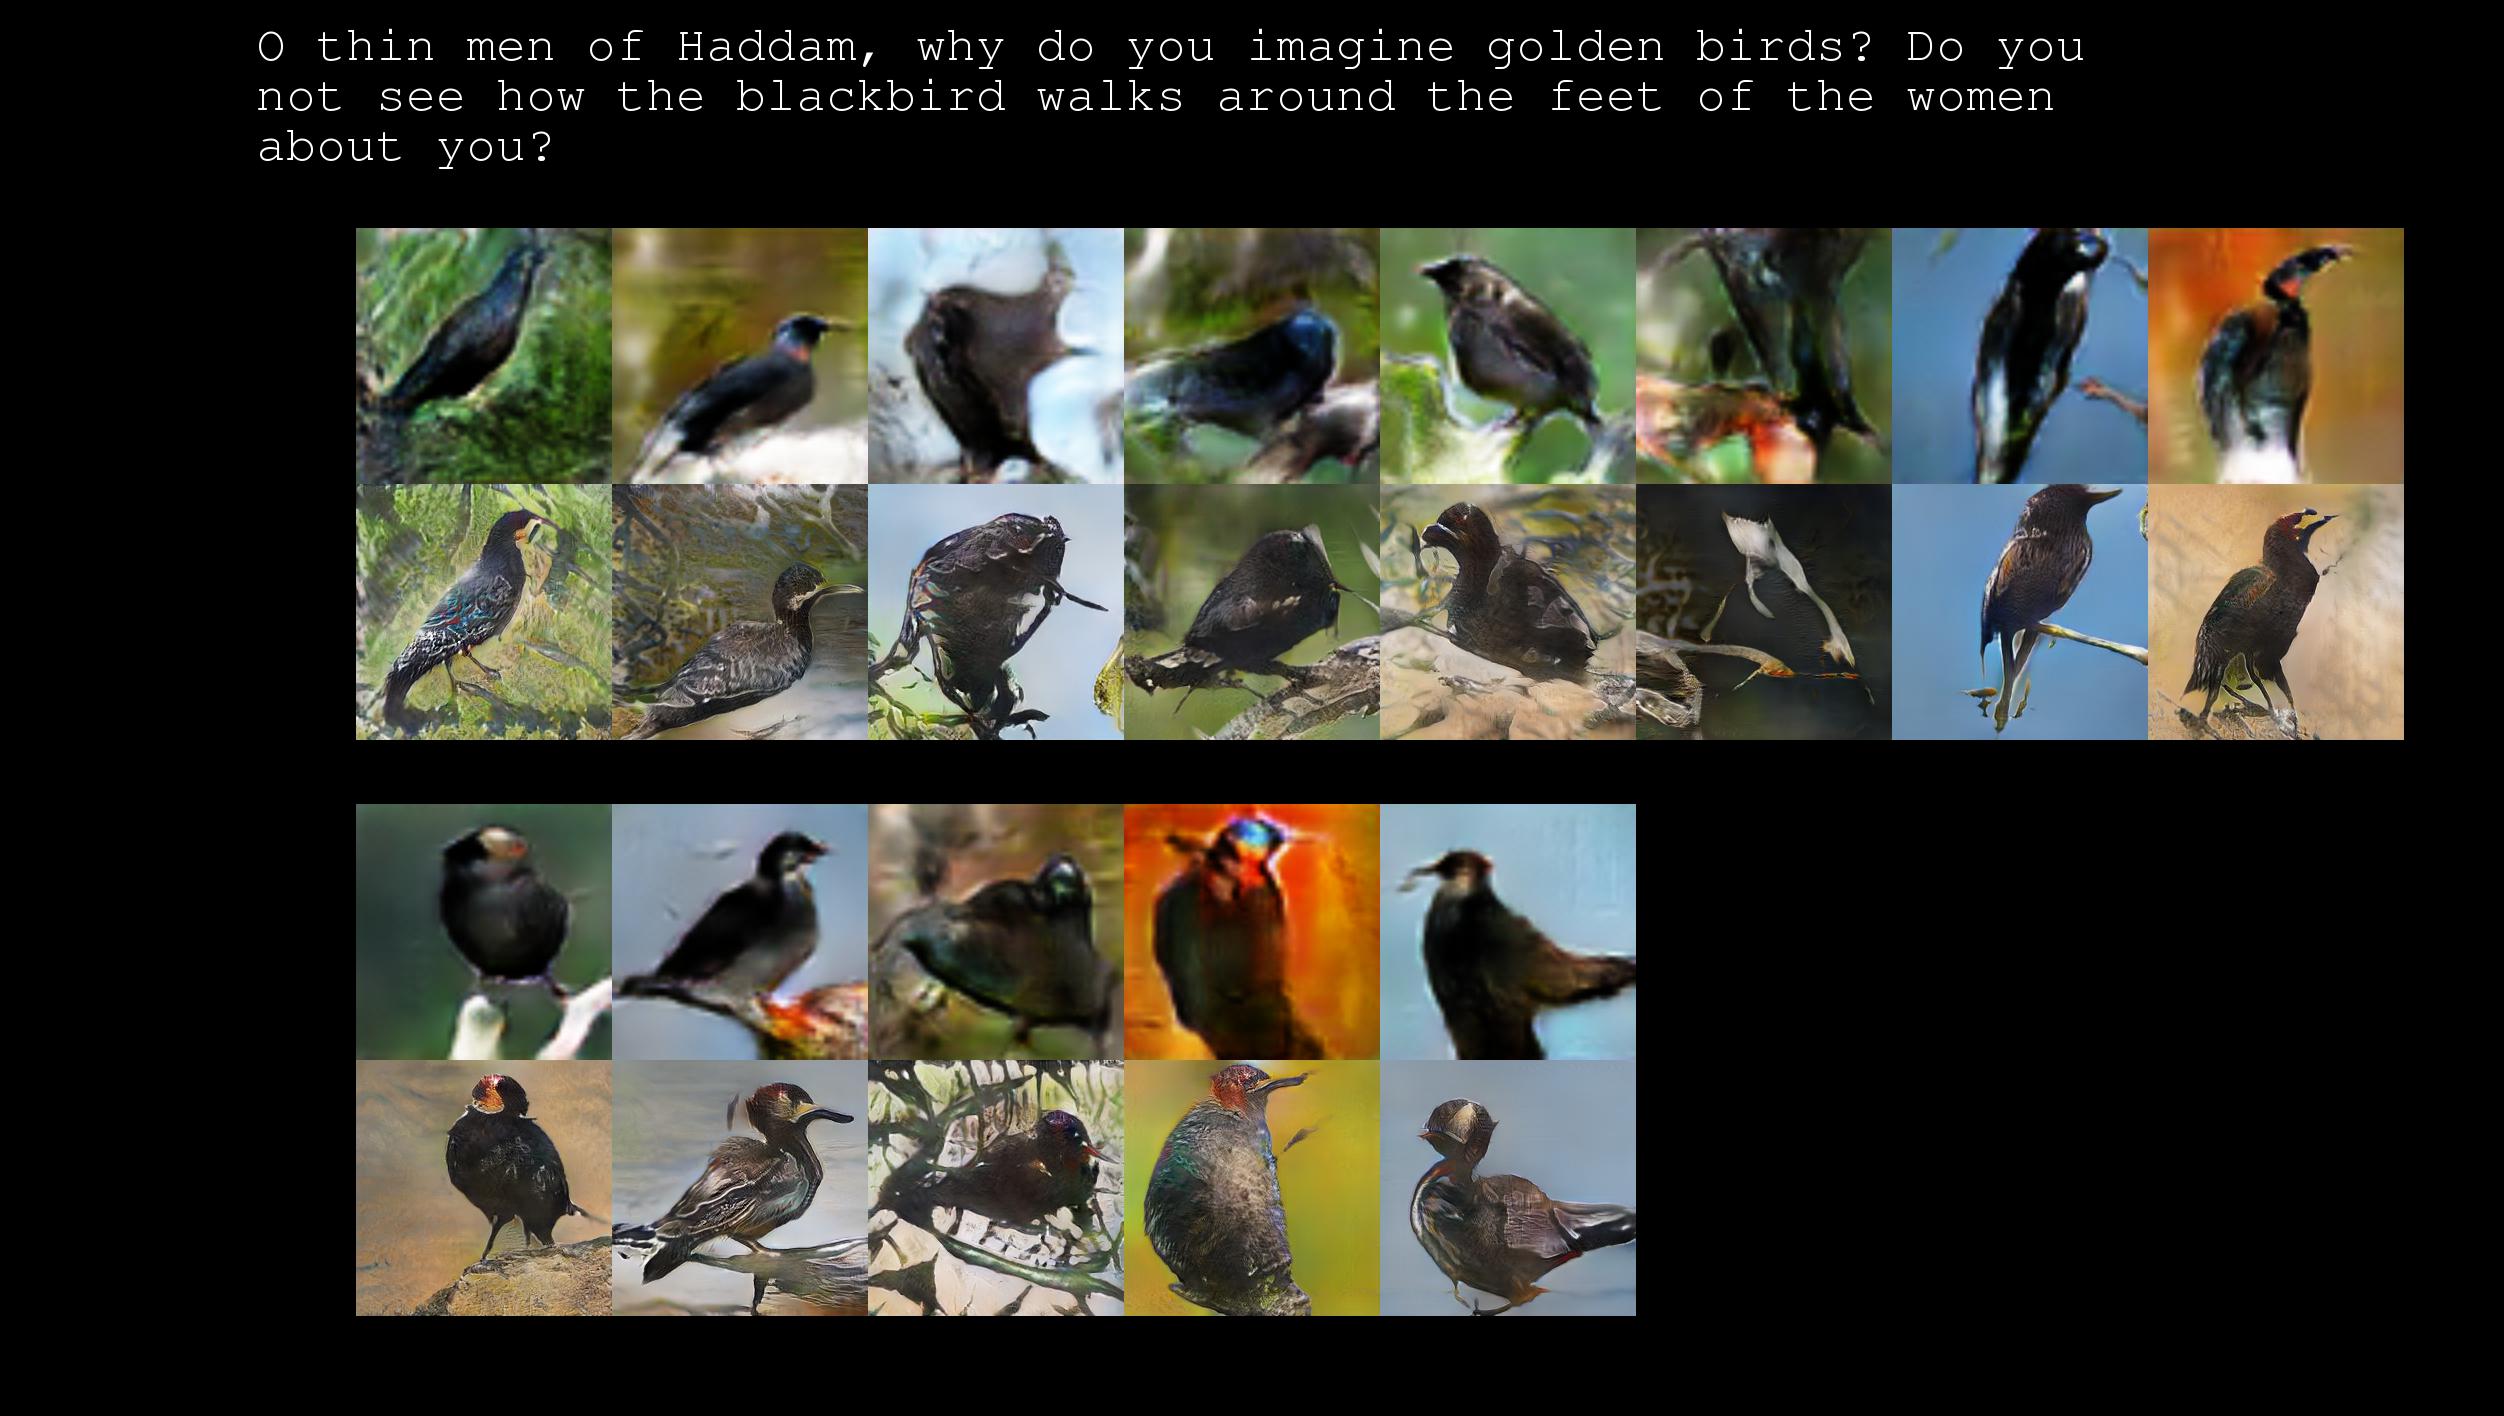 O thin men of Haddam, why do you imagine golden birds? Do you
not see how the blackbird walks around the feet of the women
about you?